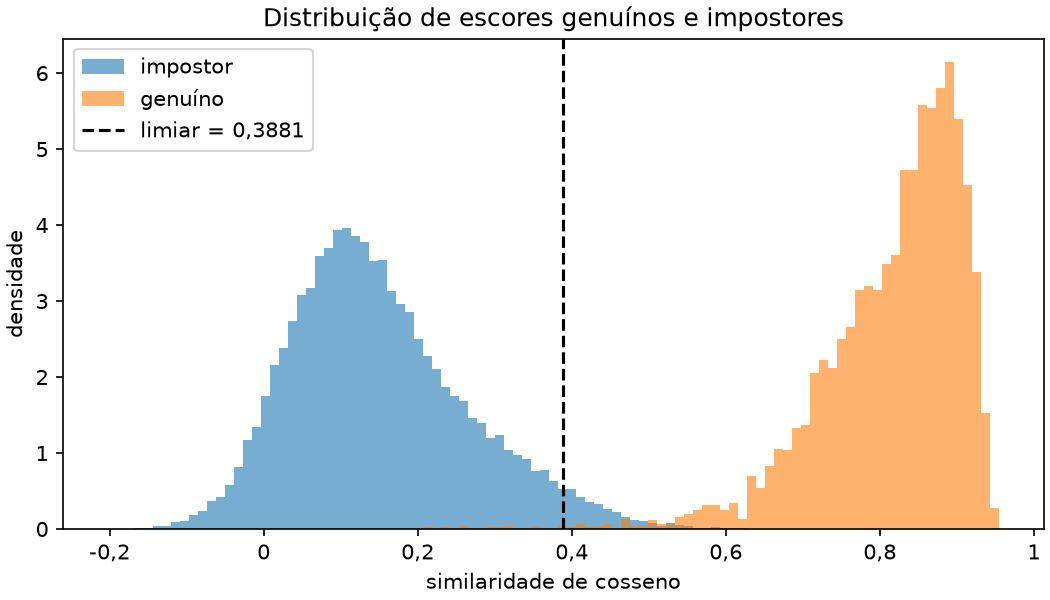 Distribuição de escores genuínos e impostores
impostor
genuíno
limiar = 0,3881
densidade
6
5
4
3
2
1
0
-0,2
0
0,2
0,4
0,6
0,8
1
similaridade de cosseno